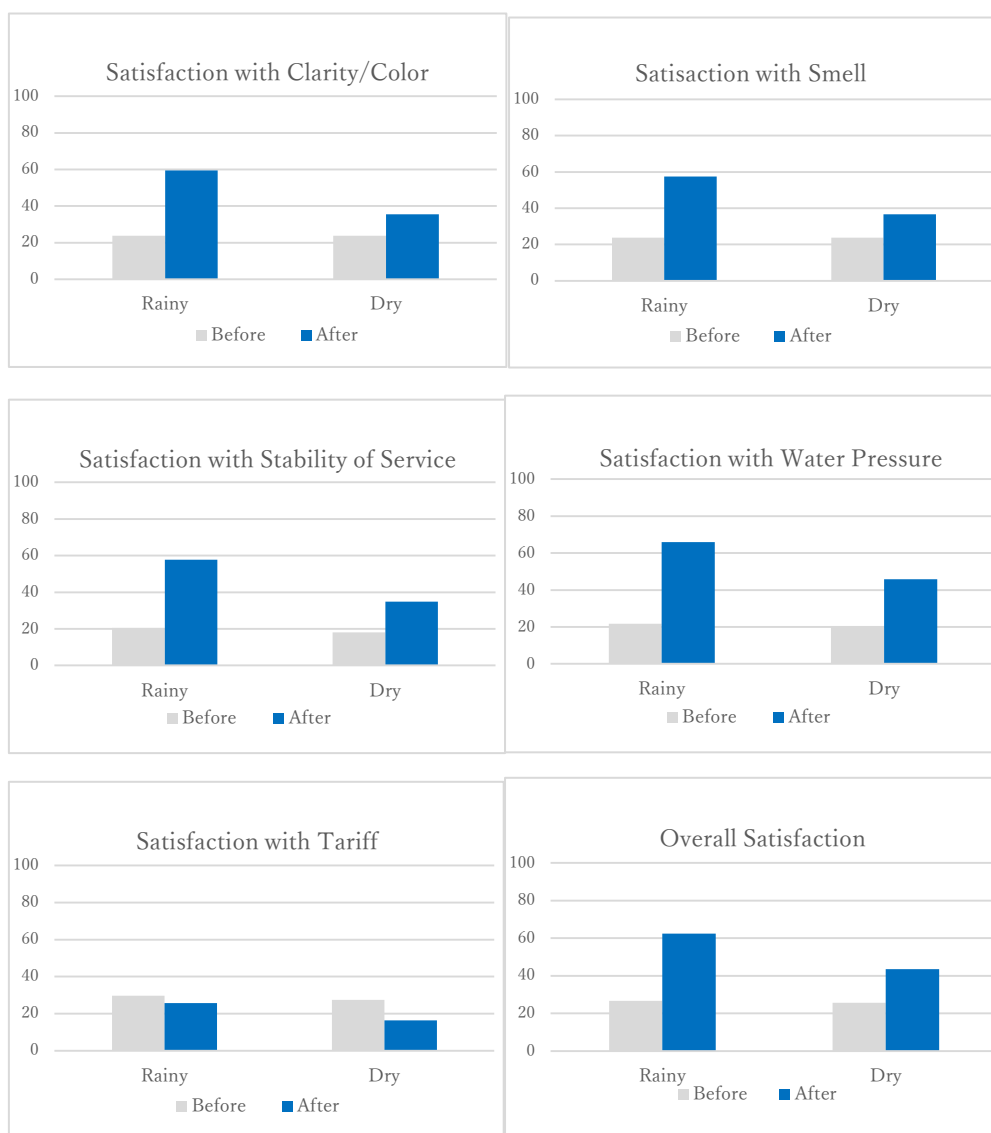 Satisfaction with Clarity/Color
100
80
60
40
20
0
Rainy Dry
Before After
Satisaction with Smell
100
80
60
40
20
0
Rainy Dry
Before After
Satisfaction with Stability of Service
100
80
60
40
20
0
Rainy Dry
Before After
Satisfaction with Water Pressure
100
80
60
40
20
0
Rainy Dry
Before After
Satisfaction with Tariff
100
80
60
40
20
0
Rainy Dry
Before After
Overall Satisfaction
100
80
60
40
20
0
Rainy Dry
Before After